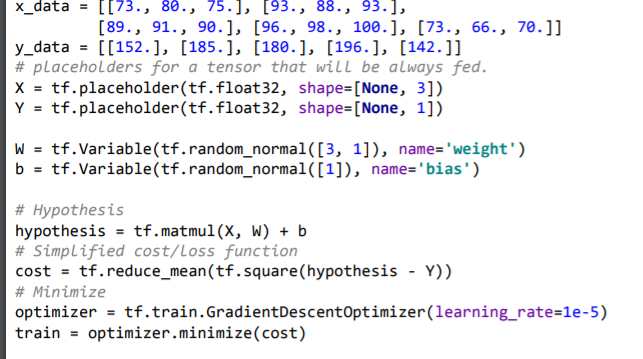 x_data = [[73., 80., 75.], [93., 88., 93.],
[89., 91., 90.], [96., 98., 100.], [73., 66., 70.]]
y_data = [[152.], [185.], [180.], [196.], [142.]]
# placeholders for a tensor that will be always fed.
X = tf.placeholder(tf.float32, shape=[None, 3])
Y = tf.placeholder(tf.float32, shape=[None, 1])
W = tf.Variable(tf.random_normal([3, 1]), name='weight')
b = tf.Variable(tf.random_normal([1]), name='bias')
# Hypothesis
hypothesis = tf.matmul(X, W) + b
# Simplified cost/loss function
cost = tf.reduce_mean(tf.square(hypothesis - Y))
# Minimize
optimizer = tf.train.GradientDescentOptimizer(learning_rate=1e-5)
train = optimizer.minimize(cost)